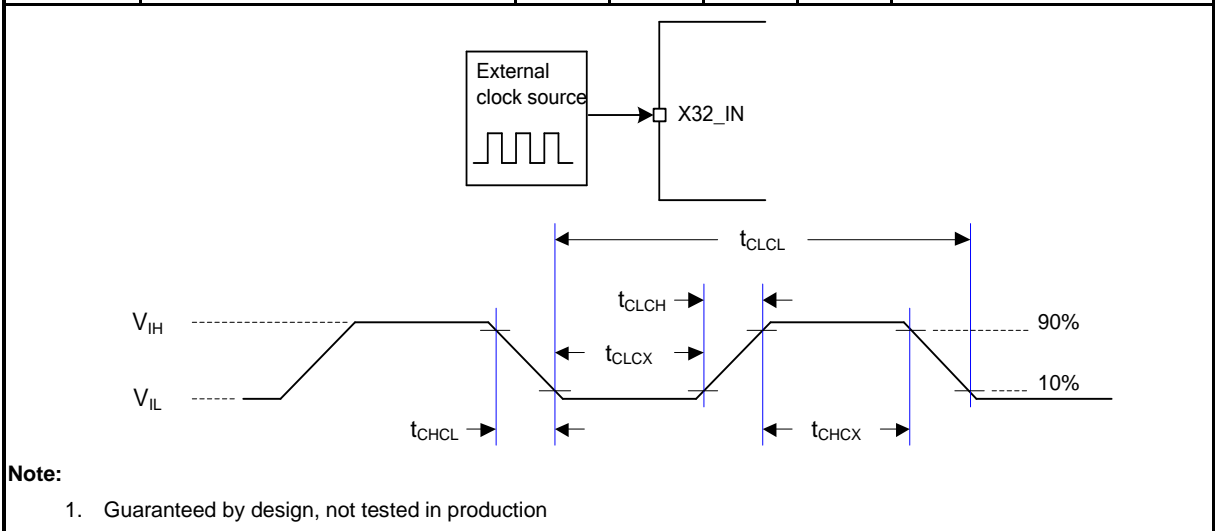 External
clock source
X32_IN
tCLCL
tCLCH
VIH
90%
tCLCX
VIL
10%
tCHCL
tCHCX
Note:
1. Guaranteed by design, not tested in production